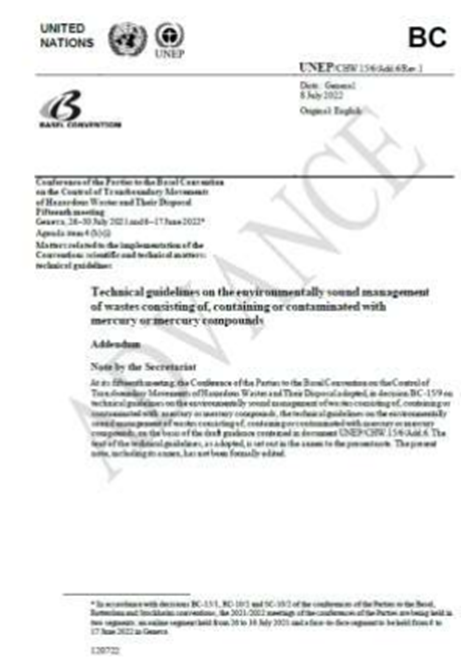 UNITED
NATIONS
BC
UNEP
UNEP/CHW.15/6/Add.6/Rev.1
Distr.: General
8 July 2022
Original: English
BASEL CONVENTION
Conference of the Parties to the Basel Convention
on the Control of Transboundary Movements
of Hazardous Wastes and Their Disposal
Fifteenth meeting
Geneva, 26–30 July 2021 and 6–17 June 2022*
Agenda item 4 (b) (i)
Matters related to the implementation of the
Convention: scientific and technical matters:
technical guidelines
ADVANCE
Technical guidelines on the environmentally sound management
of wastes consisting of, containing or contaminated with
mercury or mercury compounds
Addendum
Note by the Secretariat
At its fifteenth meeting, the Conference of the Parties to the Basel Convention on the Control of
Transboundary Movements of Hazardous Wastes and Their Disposal adopted, in decision BC-15/9 on
technical guidelines on the environmentally sound management of wastes consisting of, containing or
contaminated with mercury or mercury compounds, the technical guidelines on the environmentally
sound management of wastes consisting of, containing or contaminated with mercury or mercury
compounds, on the basis of the draft guidance contained in document UNEP/CHW.15/6/Add.6. The
text of the technical guidelines, as adopted, is set out in the annex to the present note. The present
note, including its annex, has not been formally edited.
* In accordance with decisions BC-15/1, RC-10/2 and SC-10/2 of the conferences of the Parties to the Basel,
Rotterdam and Stockholm conventions, the 2021/2022 meetings of the conferences of the Parties are being held in
two segments: an online segment held from 26 to 30 July 2021 and a face-to-face segment to be held from 6 to
17 June 2022 in Geneva.
120722